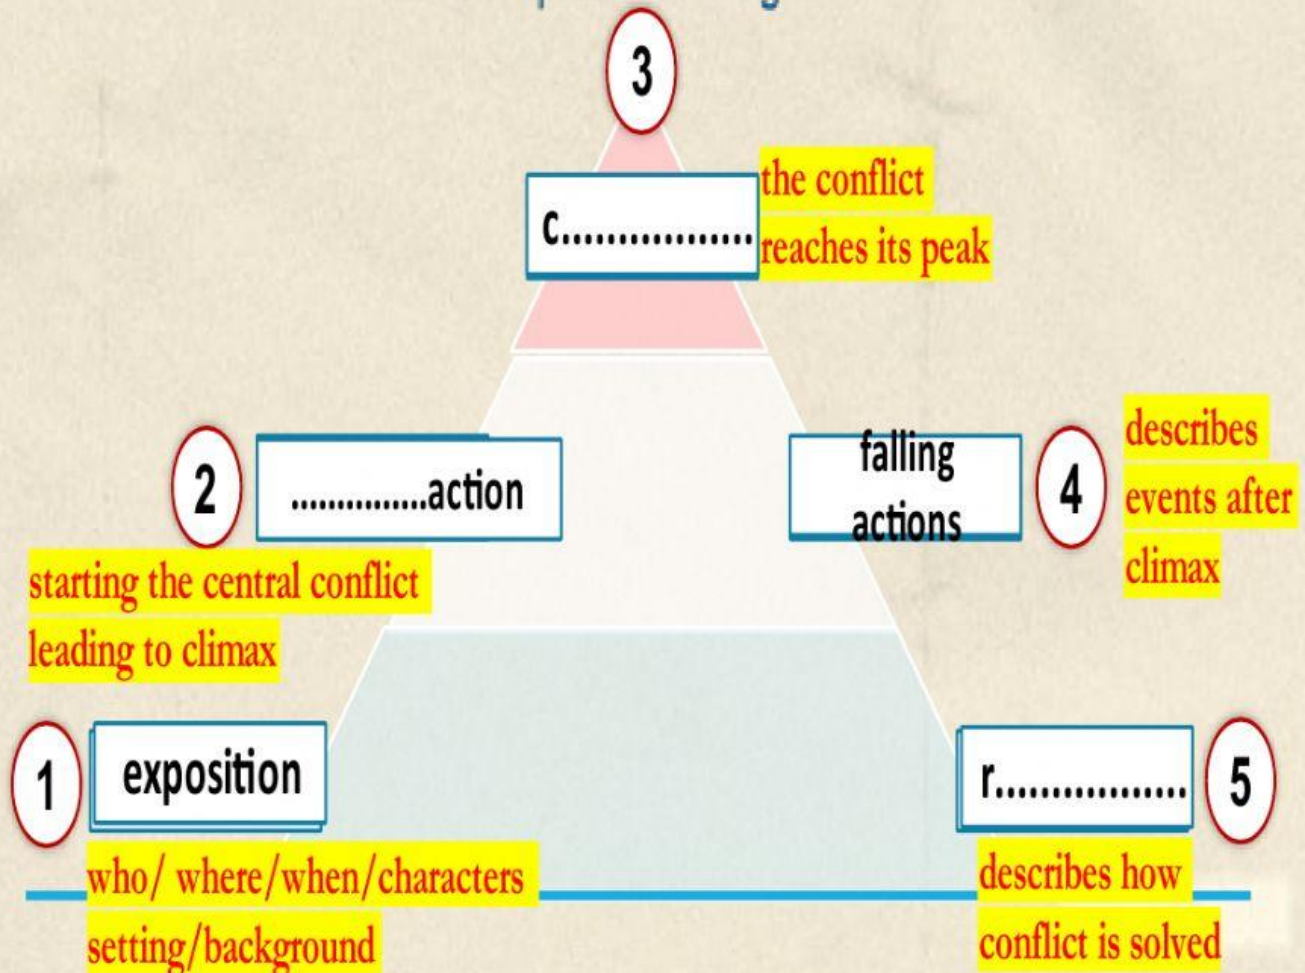 3
c.................
the conflict
reaches its peak
2
...............action
falling
actions
4
describes
events after
climax
starting the central conflict
leading to climax
1
exposition
r.................
5
who/ where/when/characters
setting/background
describes how
conflict is solved